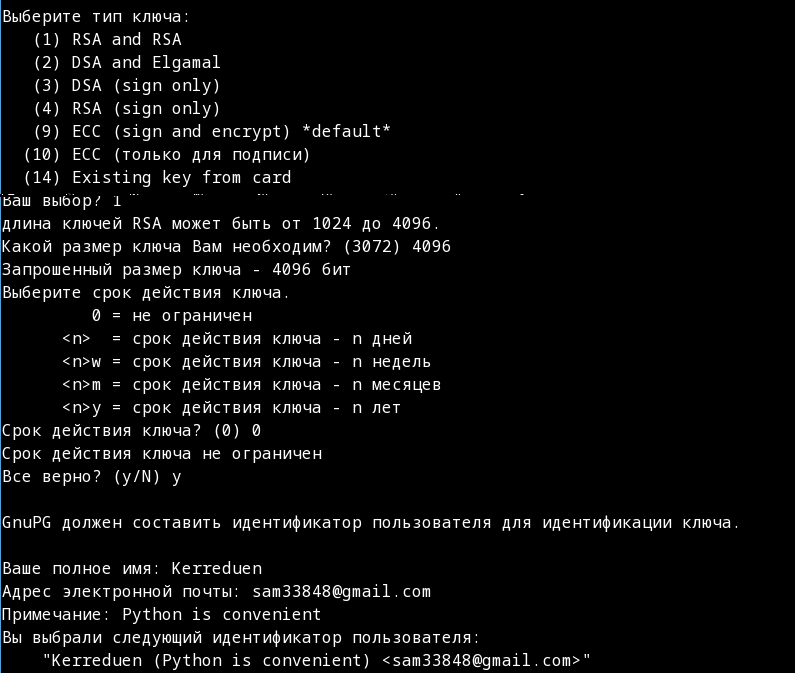 Выберите тип ключа:
   (1) RSA and RSA
   (2) DSA and Elgamal
   (3) DSA (sign only)
   (4) RSA (sign only)
   (9) ECC (sign and encrypt) *default*
  (10) ECC (только для подписи)
  (14) Existing key from card
Ваш выбор? 1
длина ключей RSA может быть от 1024 до 4096.
Какой размер ключа Вам необходим? (3072) 4096
Запрошенный размер ключа - 4096 бит
Выберите срок действия ключа.
         0 = не ограничен
      <n>  = срок действия ключа - n дней
      <n>w = срок действия ключа - n недель
      <n>m = срок действия ключа - n месяцев
      <n>y = срок действия ключа - n лет
Срок действия ключа? (0) 0
Срок действия ключа не ограничен
Все верно? (y/N) y
GnuPG должен составить идентификатор пользователя для идентификации ключа.
Ваше полное имя: Kerreduen
Адрес электронной почты: sam33848@gmail.com
Примечание: Python is convenient
Вы выбрали следующий идентификатор пользователя:
    "Kerreduen (Python is convenient) <sam33848@gmail.com>"